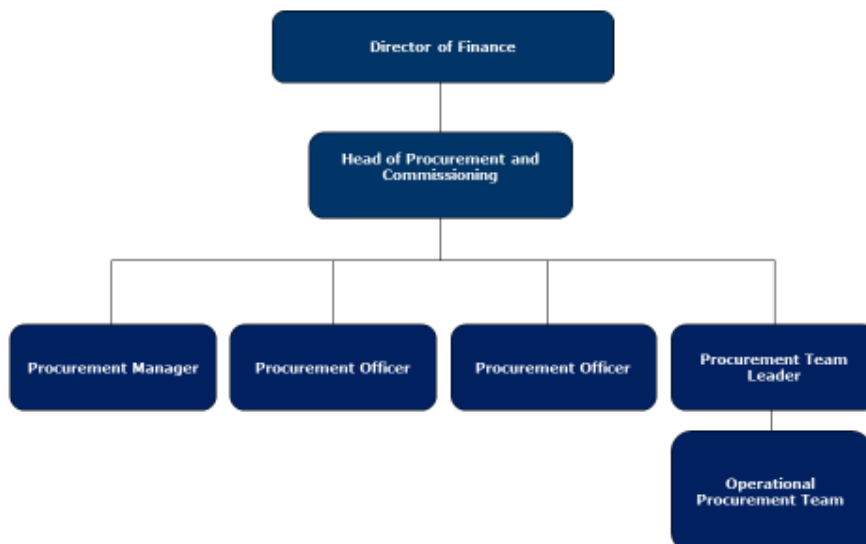 Director of Finance
Head of Procurement and
Commissioning
Procurement Manager
Procurement Officer
Procurement Officer
Procurement Team
Leader
Operational
Procurement Team